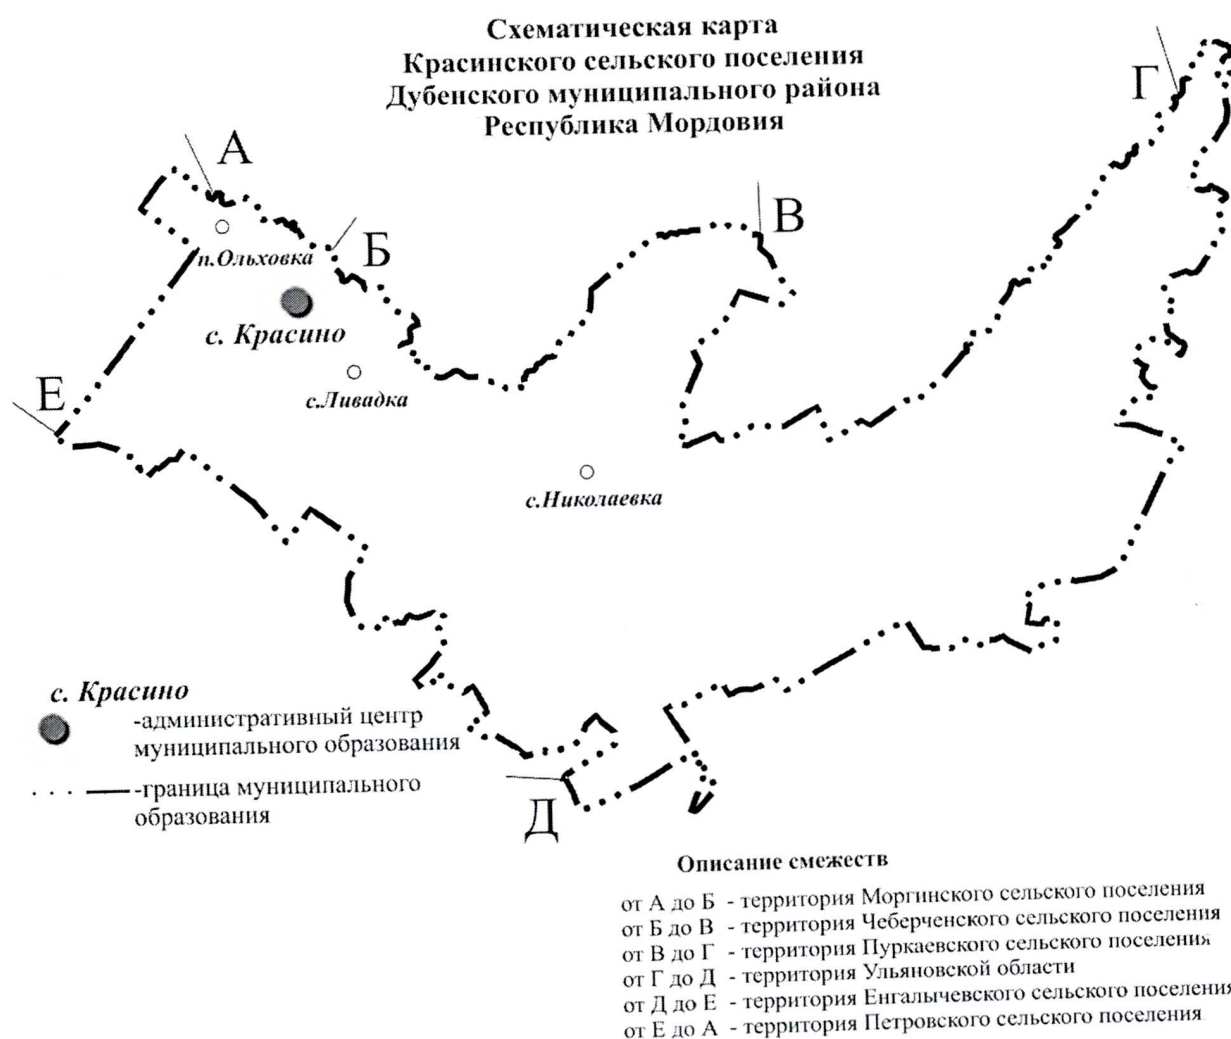 Схематическая карта
Красинского сельского поселения
Дубенского муниципального района
Республика Мордовия
Г
А
В
Б
п.Ольховка
с. Красино
Е
с.Ливадка
с.Николаевка
с. Красино
-административный центр
муниципального образования
-граница муниципального
образования
Д
Описание смежеств
от А до Б - территория Моргинского сельского поселения
от Б до В - территория Чеберченского сельского поселения
от В до Г - территория Пуркаевского сельского поселения
от Г до Д - территория Ульяновской области
от Д до Е - территория Енгалычевского сельского поселения
от Е до А - территория Петровского сельского поселения